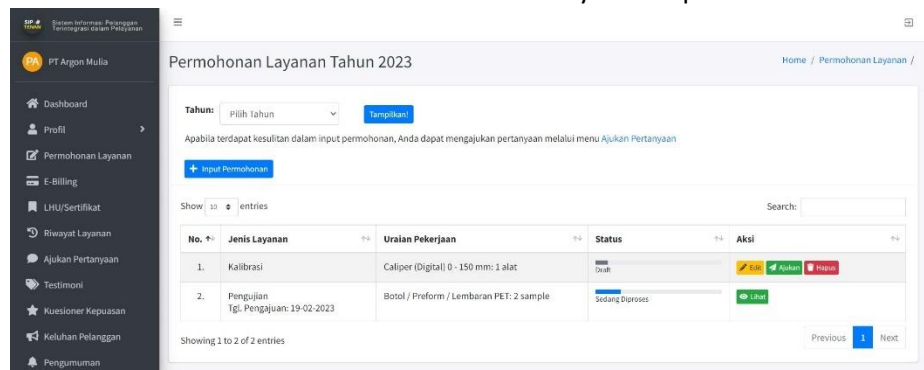 SIP TENAN
Sistem Informasi Pelanggan
Terintegrasi dalam Pelayanan
PA PT Argon Mulia
Dashboard
Profil
Permohonan Layanan
E-Billing
LHU/Sertifikat
Riwayat Layanan
Ajukan Pertanyaan
Testimoni
Kuesioner Kepuasan
Keluhan Pelanggan
Pengumuman
Permohonan Layanan Tahun 2023
Home / Permohonan Layanan /
Tahun: Pilih Tahun Tampilkan!
Apabila terdapat kesulitan dalam input permohonan, Anda dapat mengajukan pertanyaan melalui menu Ajukan Pertanyaan
+ Input Permohonan
Show 10 entries Search:
No. Jenis Layanan Uraian Pekerjaan Status Aksi
1. Kalibrasi Caliper (Digital) 0 - 150 mm: 1 alat Draft Edit Ajukan Hapus
2. Pengujian Botol / Preform / Lembaran PET: 2 sample Sedang Diproses Lihat
Tgl. Pengajuan: 19-02-2023
Showing 1 to 2 of 2 entries Previous 1 Next